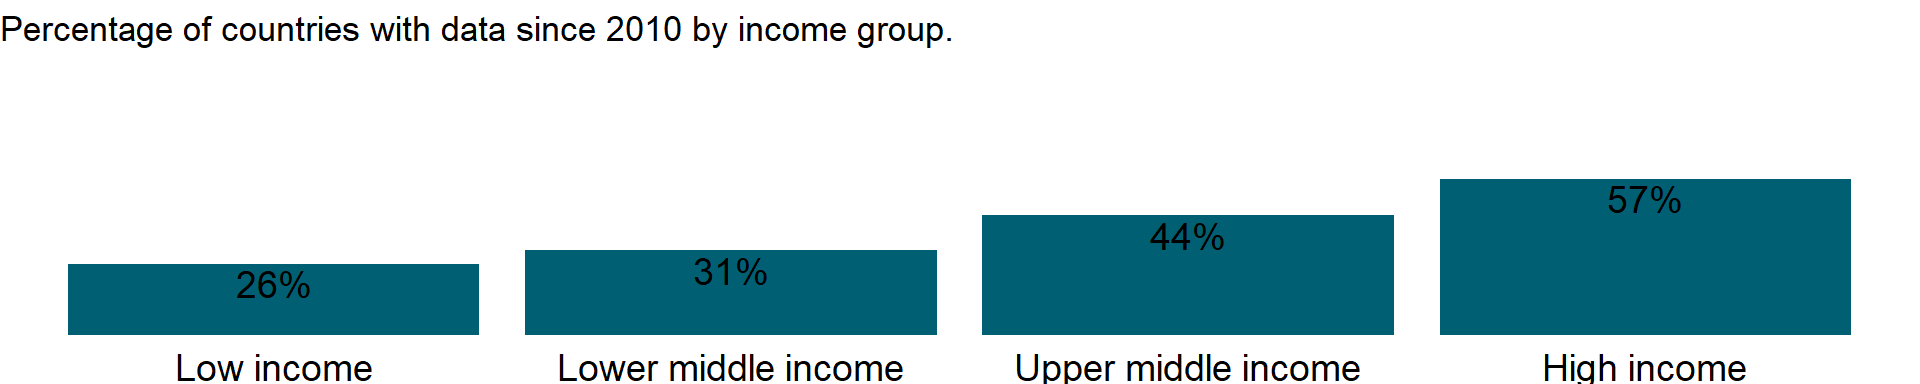 Percentage of countries with data since 2010 by income group.
26%
31%
44%
57%
Low income
Lower middle income
Upper middle income
High income